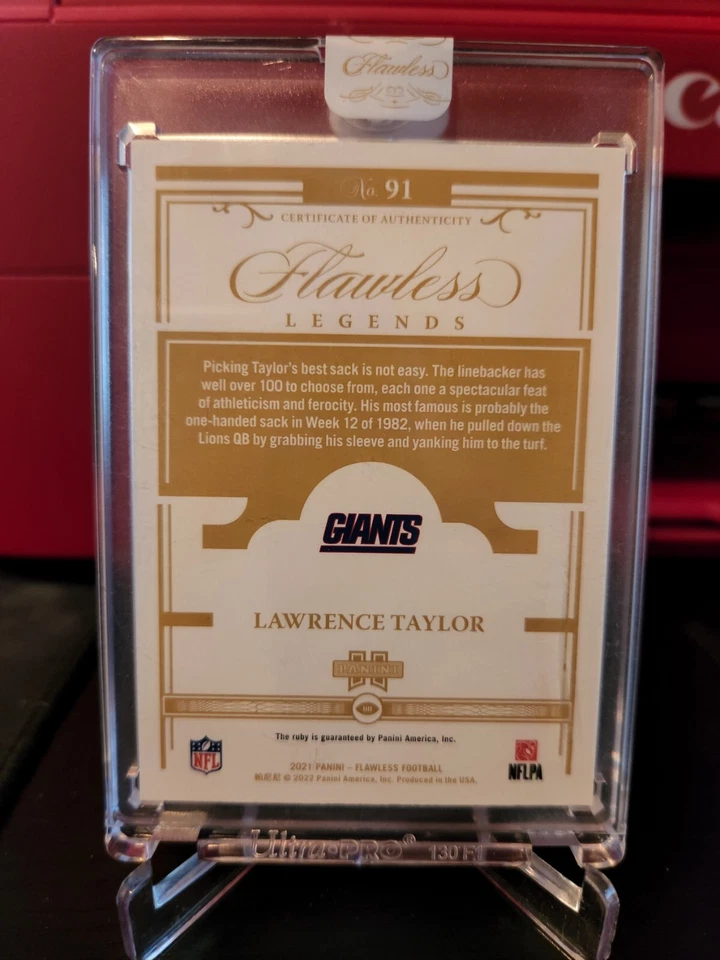 Flawless
No. 91
CERTIFICATE OF AUTHENTICITY
Flawless
LEGENDS
Picking Taylor's best sack is not easy. The linebacker has
well over 100 to choose from, each one a spectacular feat
of athleticism and ferocity. His most famous is probably the
one-handed sack in Week 12 of 1982, when he pulled down the
Lions QB by grabbing his sleeve and yanking him to the turf.
GIANTS
LAWRENCE TAYLOR
PANINI
The ruby is guaranteed by Panini America, Inc.
NFL
NFLPA
2021 PANINI – FLAWLESS FOOTBALL
© 2022 Panini America, Inc. Produced in the USA.
Ultra•PRO® 130 PT